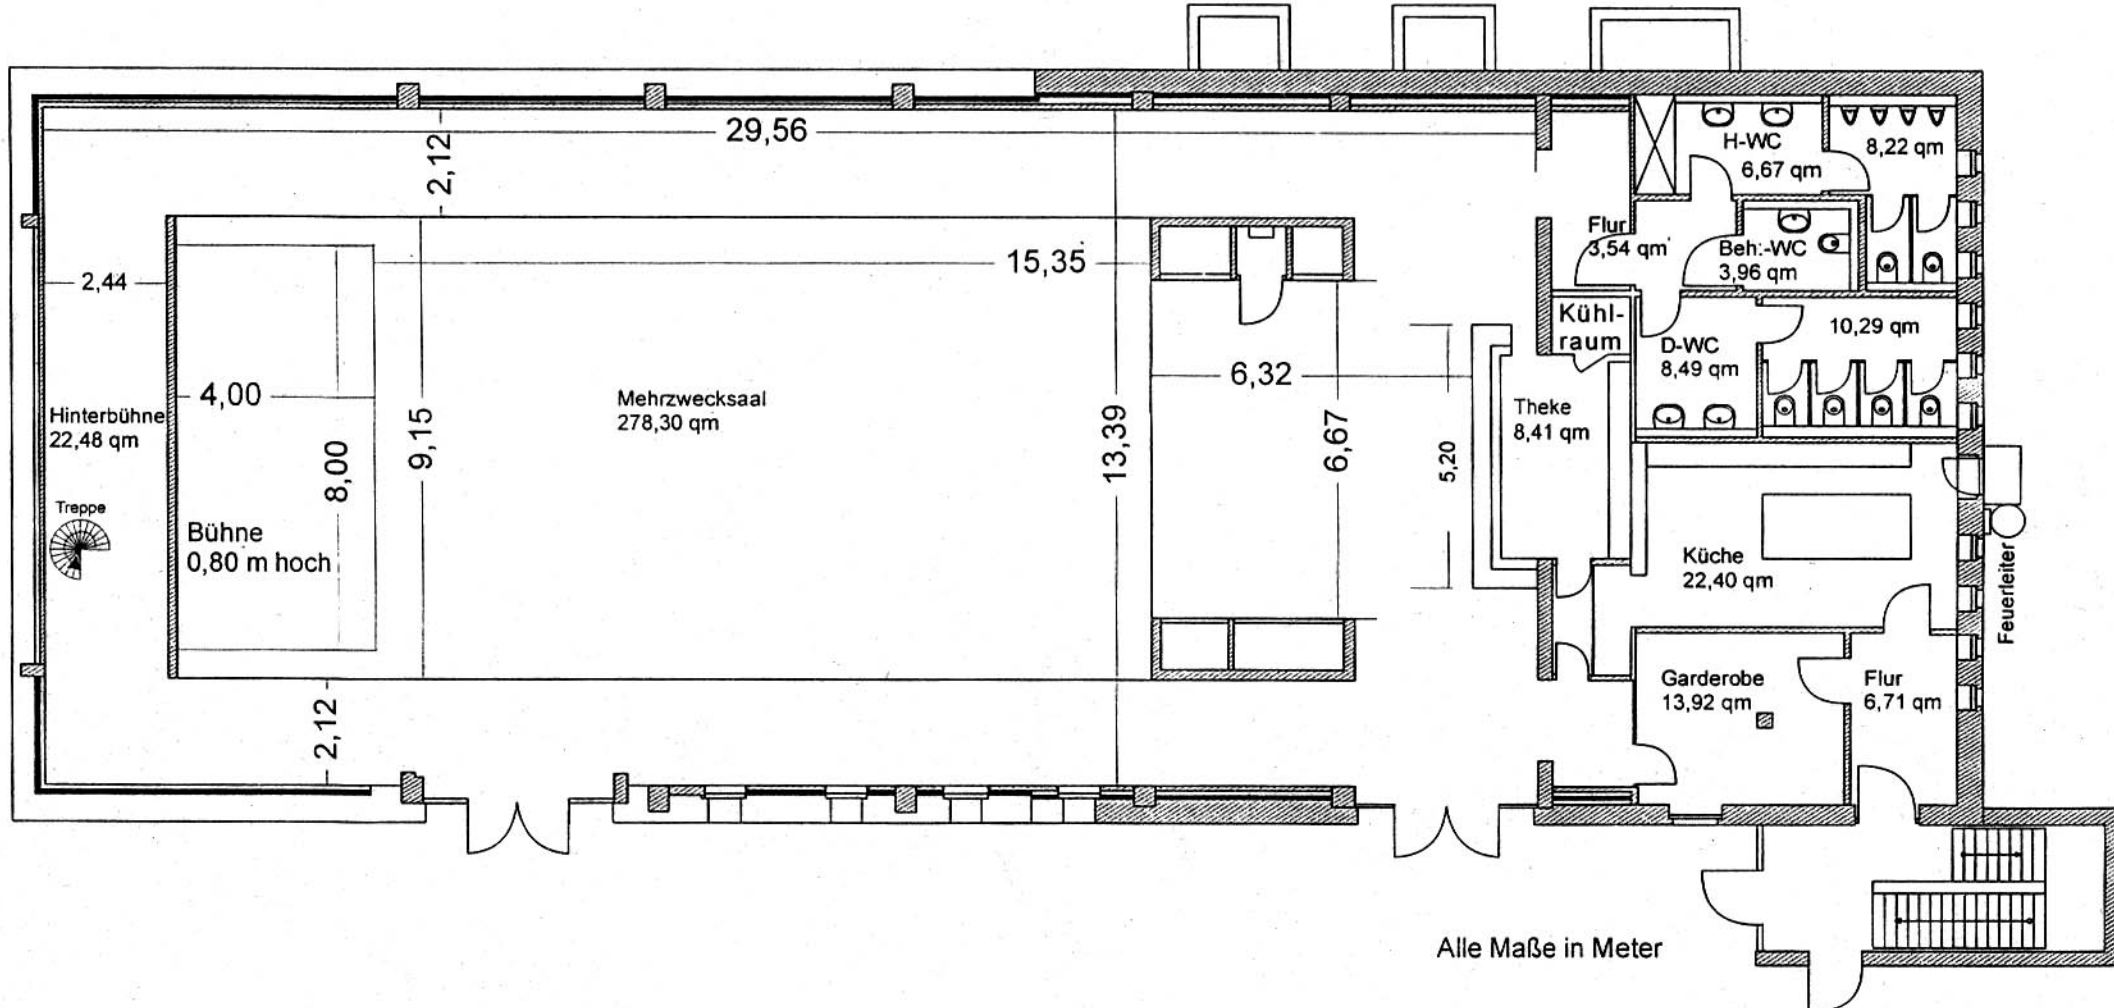 29,56
2,12
H-WC
6,67 qm
8,22 qm
Flur
3,54 qm
Beh.-WC
3,96 qm
15,35
2,44
Kühl-
raum
10,29 qm
D-WC
8,49 qm
4,00
6,32
Mehrzwecksaal
278,30 qm
Hinterbühne
22,48 qm
9,15
8,00
13,39
6,67
5,20
Theke
8,41 qm
Treppe
Bühne
0,80 m hoch
Küche
22,40 qm
Feuerleiter
Garderobe
13,92 qm
Flur
6,71 qm
2,12
Alle Maße in Meter